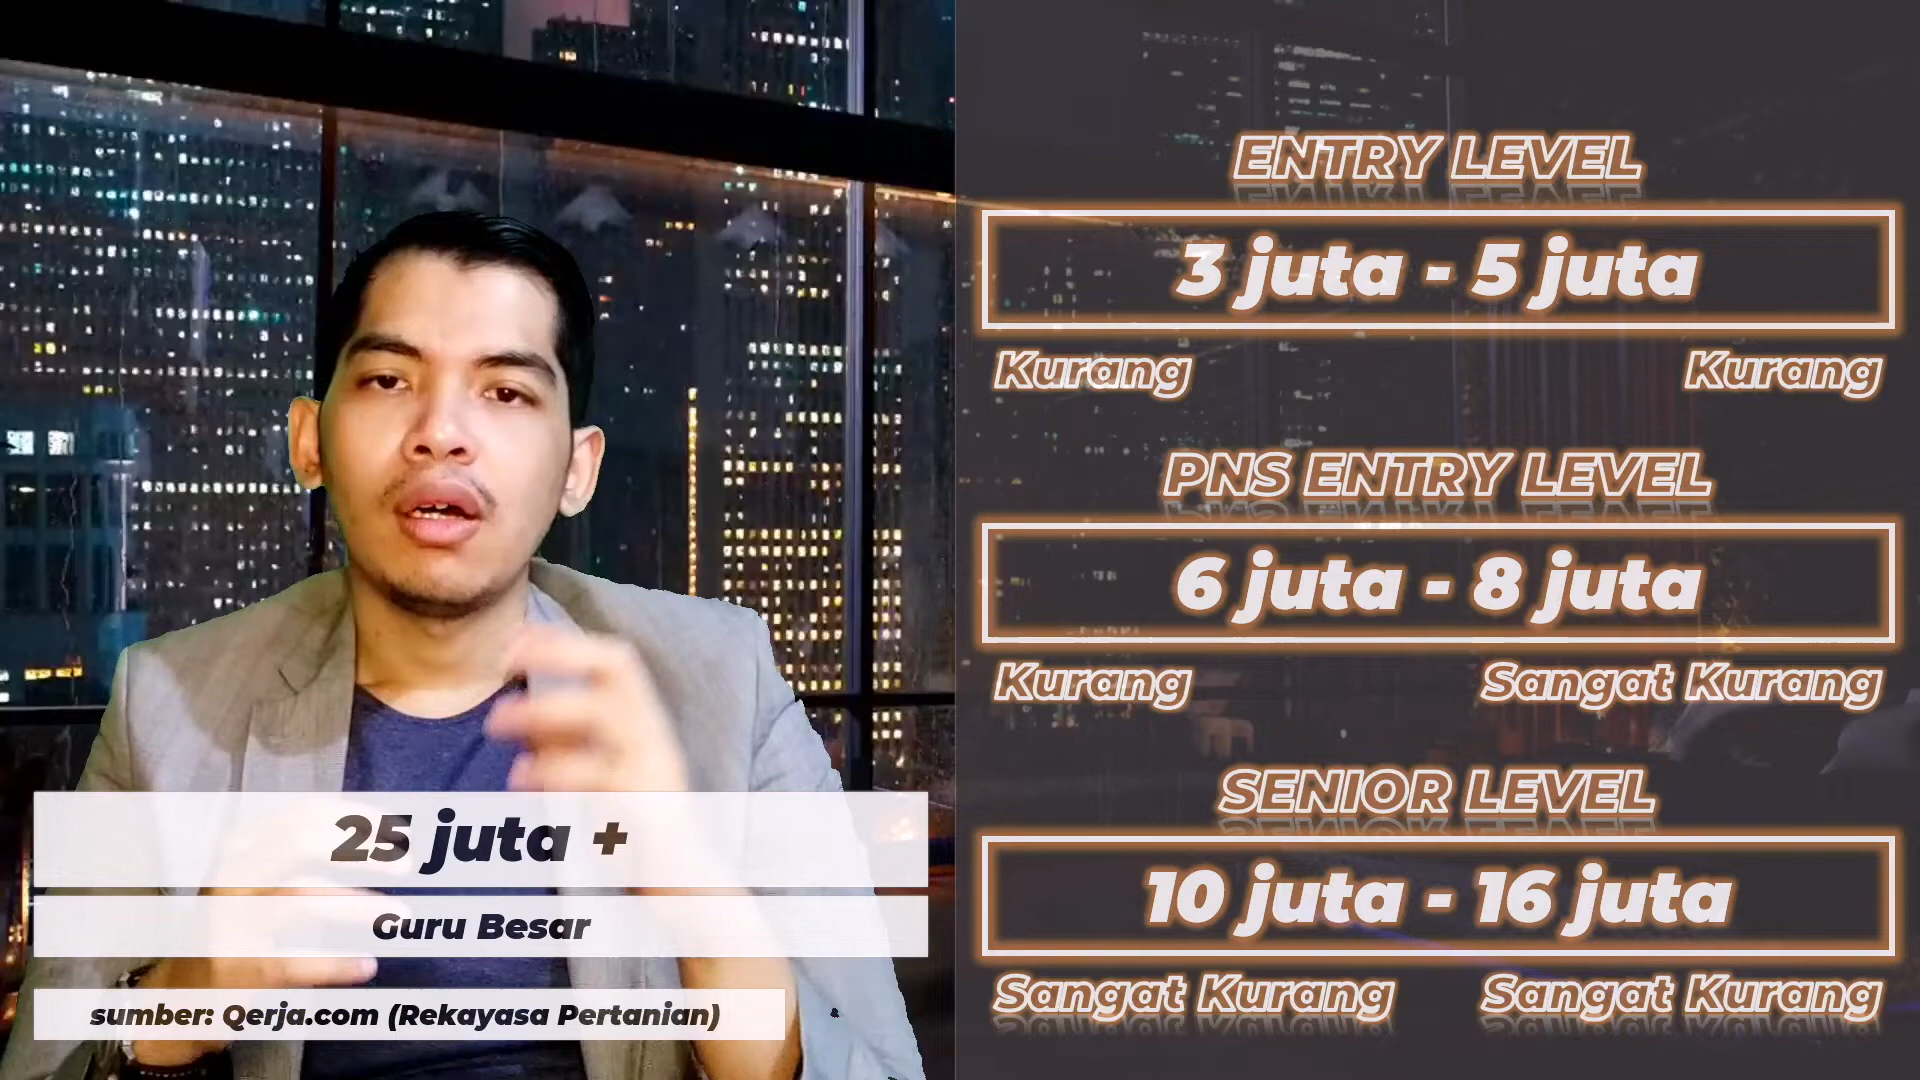 ENTRY LEVEL
3 juta - 5 juta
Kurang Kurang
PNS ENTRY LEVEL
6 juta - 8 juta
Kurang Sangat Kurang
SENIOR LEVEL
10 juta - 16 juta
Sangat Kurang Sangat Kurang
25 juta +
Guru Besar
sumber: Qerja.com (Rekayasa Pertanian)